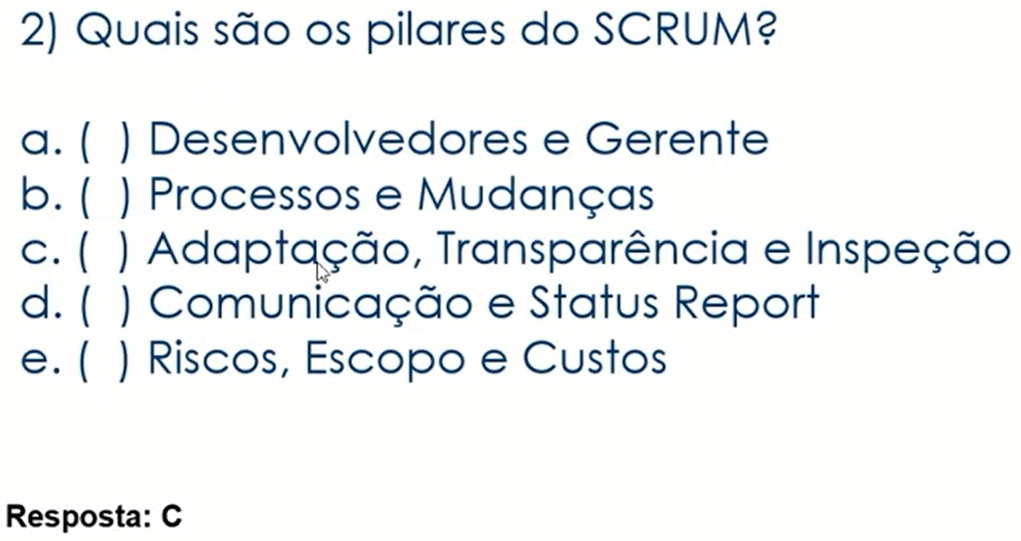 2) Quais são os pilares do SCRUM?
a. ( ) Desenvolvedores e Gerente
b. ( ) Processos e Mudanças
c. ( ) Adaptação, Transparência e Inspeção
d. ( ) Comunicação e Status Report
e. ( ) Riscos, Escopo e Custos
Resposta: C